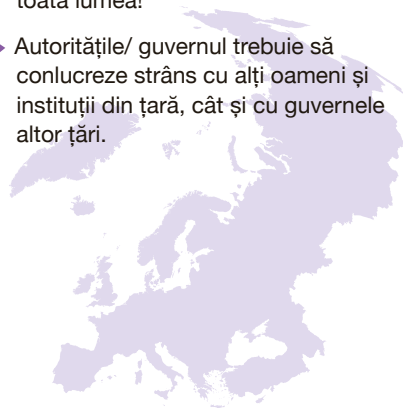 toată lumea!
Autoritățile/ guvernul trebuie să
conlucreze strâns cu alți oameni și
instituții din țară, cât și cu guvernele
altor țări.